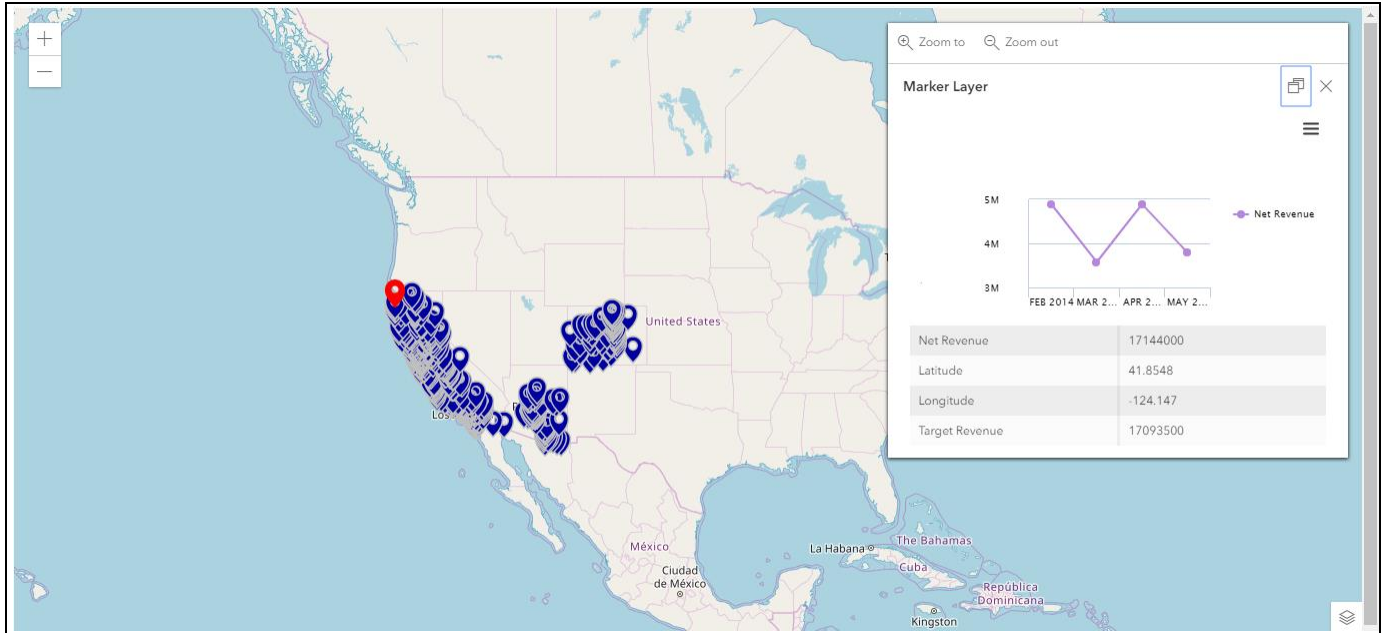 +
−
Zoom to Zoom out
Marker Layer
5M
4M
3M
Net Revenue
FEB 2014 MAR 2... APR 2... MAY 2...
Net Revenue 17144000
Latitude 41.8548
Longitude -124.147
Target Revenue 17093500
United States
Los
México
Ciudad
de México
La Habana
The Bahamas
Cuba
República
Dominicana
Kingston